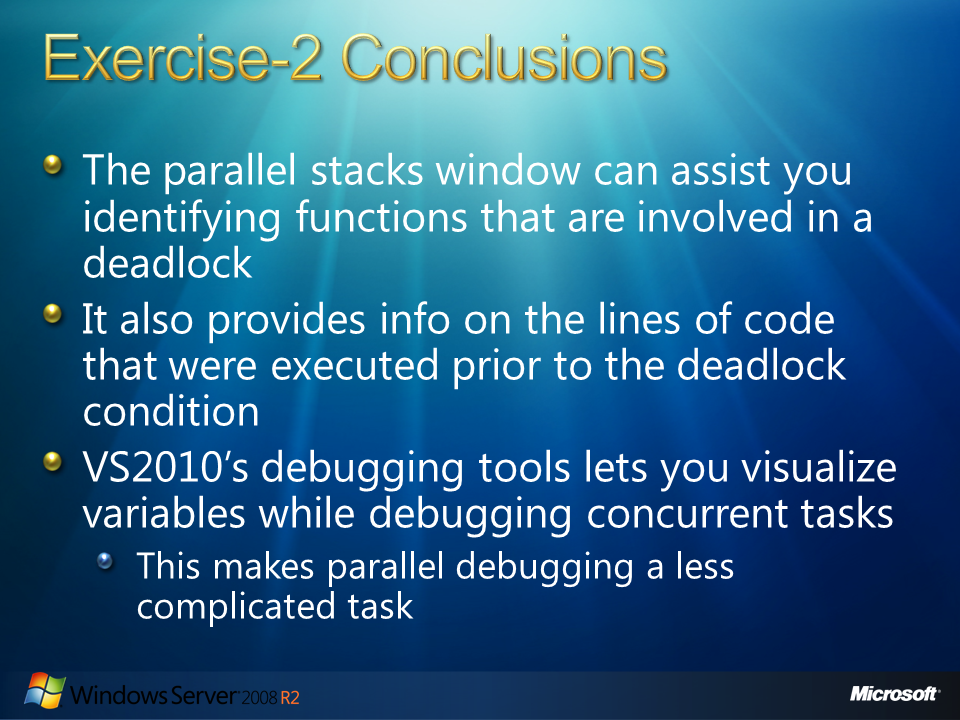 Exercise-2 Conclusions
The parallel stacks window can assist you
identifying functions that are involved in a
deadlock
It also provides info on the lines of code
that were executed prior to the deadlock
condition
VS2010’s debugging tools lets you visualize
variables while debugging concurrent tasks
This makes parallel debugging a less
complicated task
Windows Server 2008 R2
Microsoft